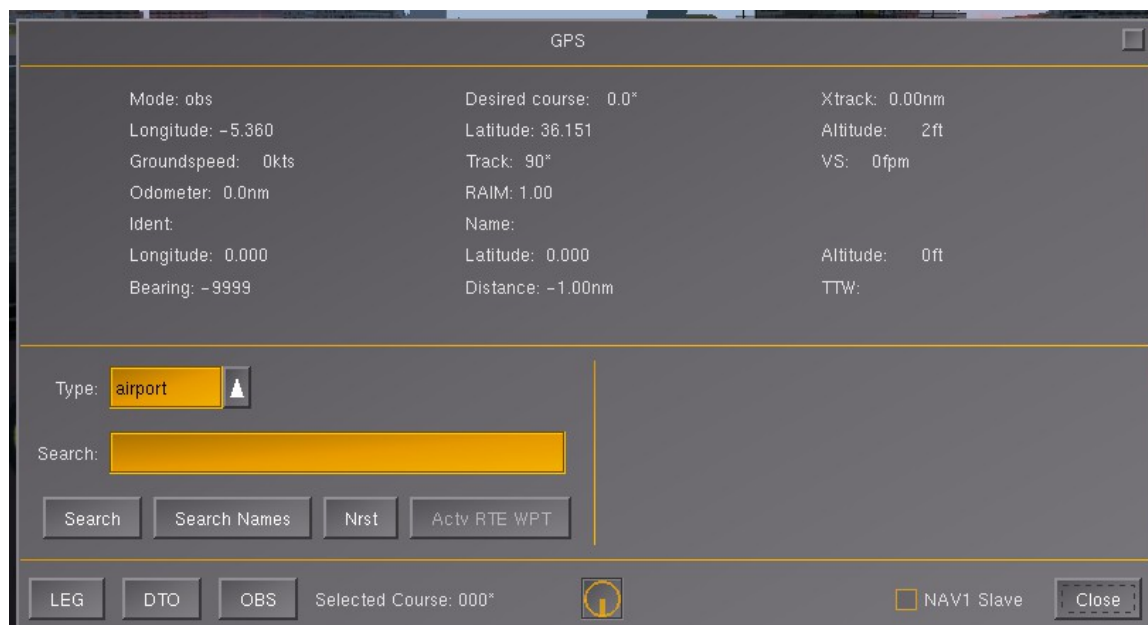 GPS
Mode: obs Desired course: 0.0* Xtrack: 0.00nm
Longitude: -5.360 Latitude: 36.151 Altitude: 2ft
Groundspeed: 0kts Track: 90* VS: 0fpm
Odometer: 0.0nm RAIM: 1.00
Ident: Name:
Longitude: 0.000 Latitude: 0.000 Altitude: 0ft
Bearing: -9999 Distance: -1.00nm TTW:
Type: airport
Search:
Search Search Names Nrst Actv RTE WPT
LEG DTO OBS Selected Course: 000* NAV1 Slave Close